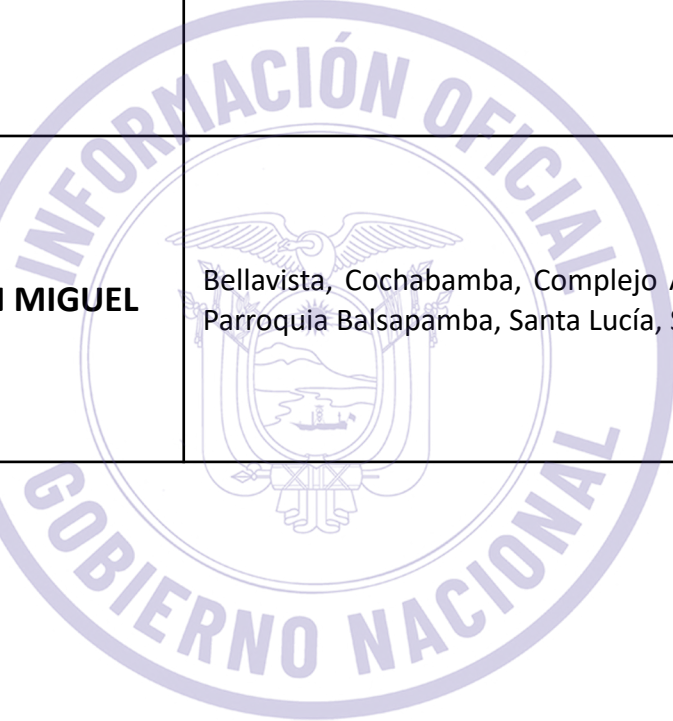 INFORMACIÓN OFICIAL
MIGUEL
Bellavista, Cochabamba, Complejo
Parroquia Balsapamba, Santa Lucía,
GOBIERNO NACIONAL